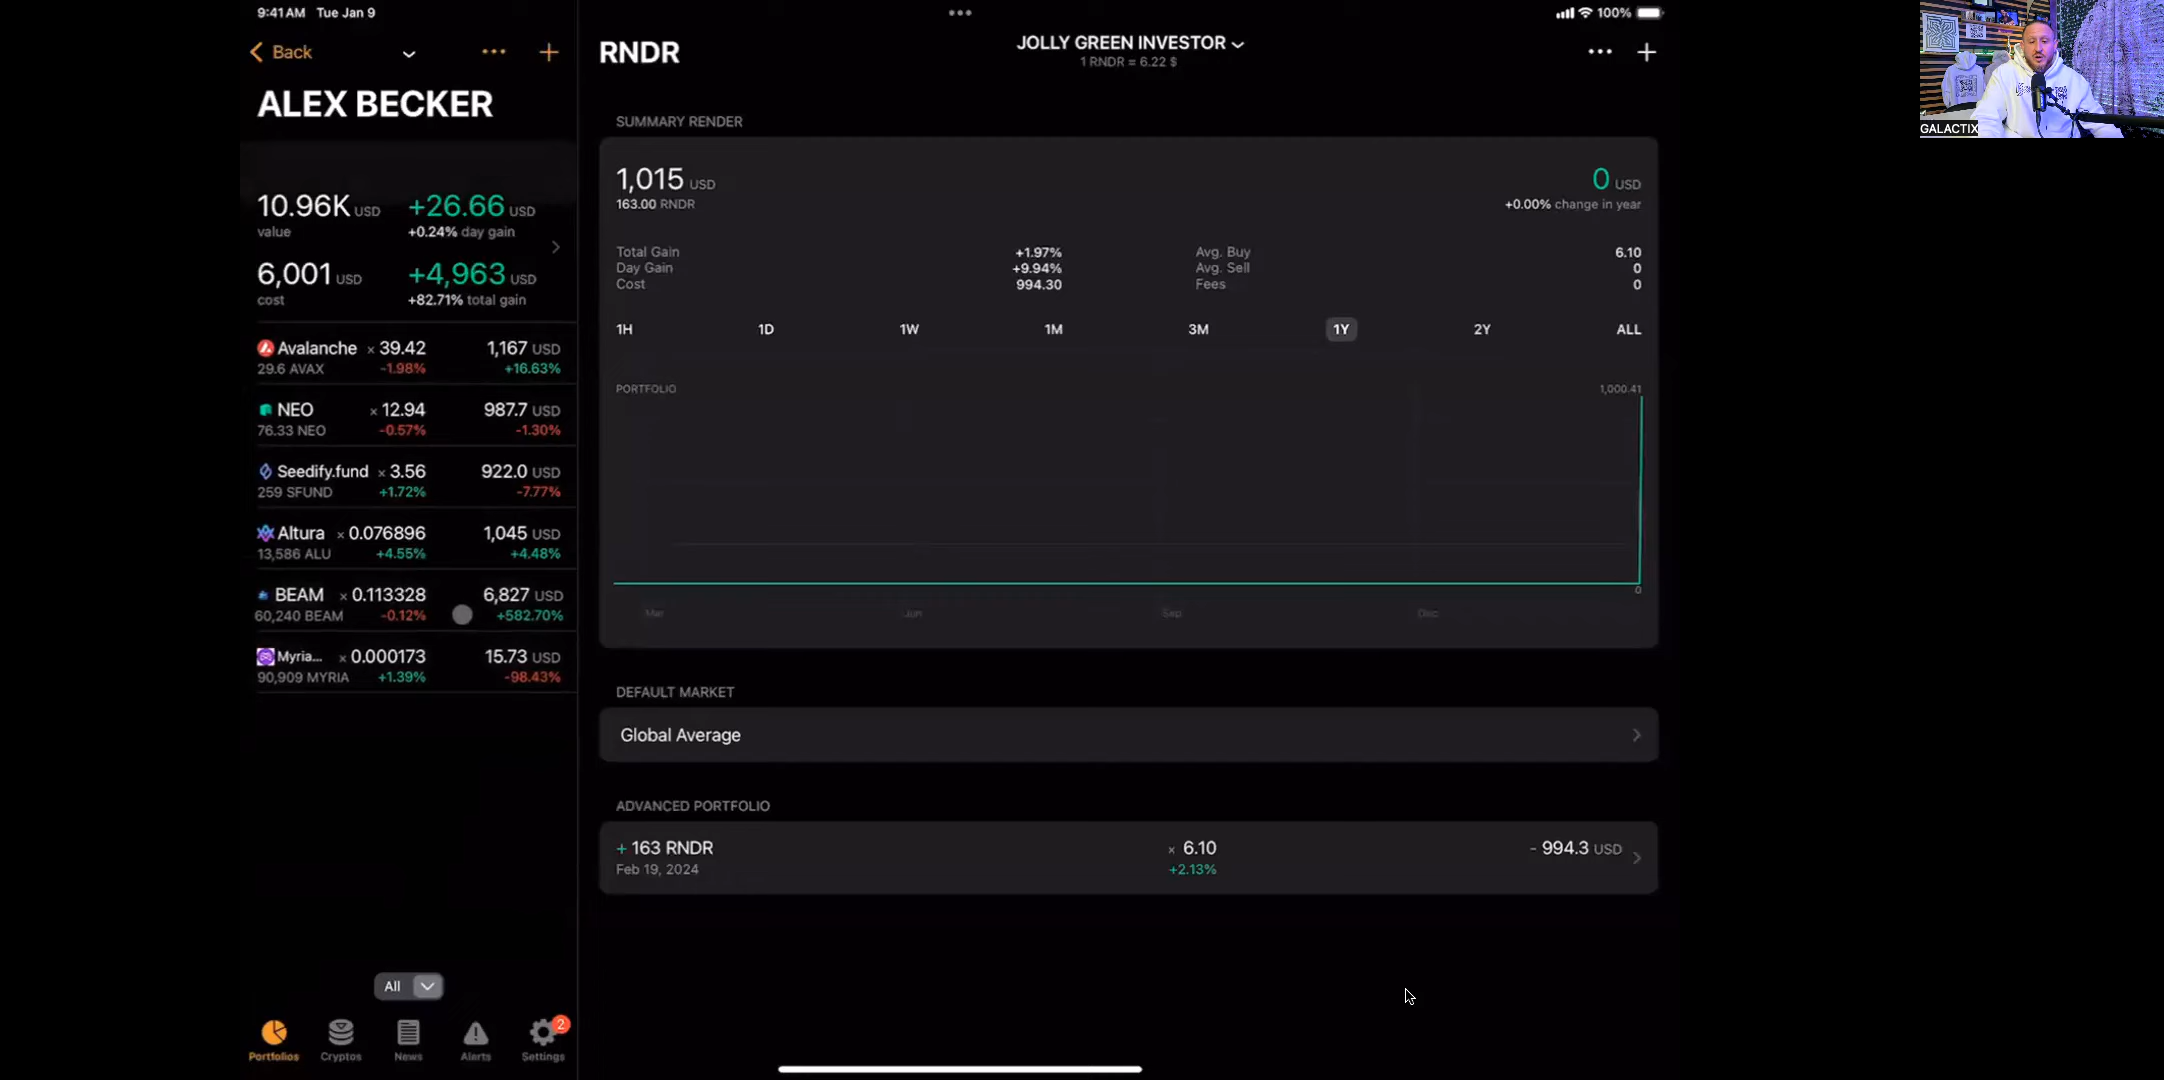 9:41AM Tue Jan 9
100%
Back
ALEX BECKER
10.96K USD +26.66 USD
value +0.24% day gain
6,001 USD +4,963 USD
cost +82.71% total gain
Avalanche × 39.42 1,167 USD
29.6 AVAX -1.98% +16.63%
NEO × 12.94 987.7 USD
76.33 NEO -0.57% -1.30%
Seedify.fund × 3.56 922.0 USD
259 SFUND +1.72% -7.77%
Altura × 0.076896 1,045 USD
13,586 ALU +4.55% +4.48%
BEAM × 0.113328 6,827 USD
60,240 BEAM -0.12% +582.70%
Myria... × 0.000173 15.73 USD
90,909 MYRIA +1.39% -98.43%
All
Portfolios Cryptos News Alerts Settings
2
RNDR
JOLLY GREEN INVESTOR
1 RNDR = 6.22 $
SUMMARY RENDER
1,015 USD 0 USD
163.00 RNDR +0.00% change in year
Total Gain +1.97% Avg. Buy 6.10
Day Gain +9.94% Avg. Sell 0
Cost 994.30 Fees 0
1H 1D 1W 1M 3M 1Y 2Y ALL
PORTFOLIO 1,000.41
0
Mar Jun Sep Dec
DEFAULT MARKET
Global Average
ADVANCED PORTFOLIO
+ 163 RNDR × 6.10 - 994.3 USD
Feb 19, 2024 +2.13%
GALACTIX